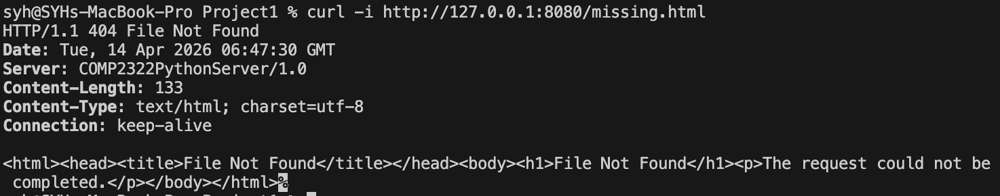 syh@SYHs-MacBook-Pro Project1 % curl -i http://127.0.0.1:8080/missing.html
HTTP/1.1 404 File Not Found
Date: Tue, 14 Apr 2026 06:47:30 GMT
Server: COMP2322PythonServer/1.0
Content-Length: 133
Content-Type: text/html; charset=utf-8
Connection: keep-alive

<html><head><title>File Not Found</title></head><body><h1>File Not Found</h1><p>The request could not be
 completed.</p></body></html>%